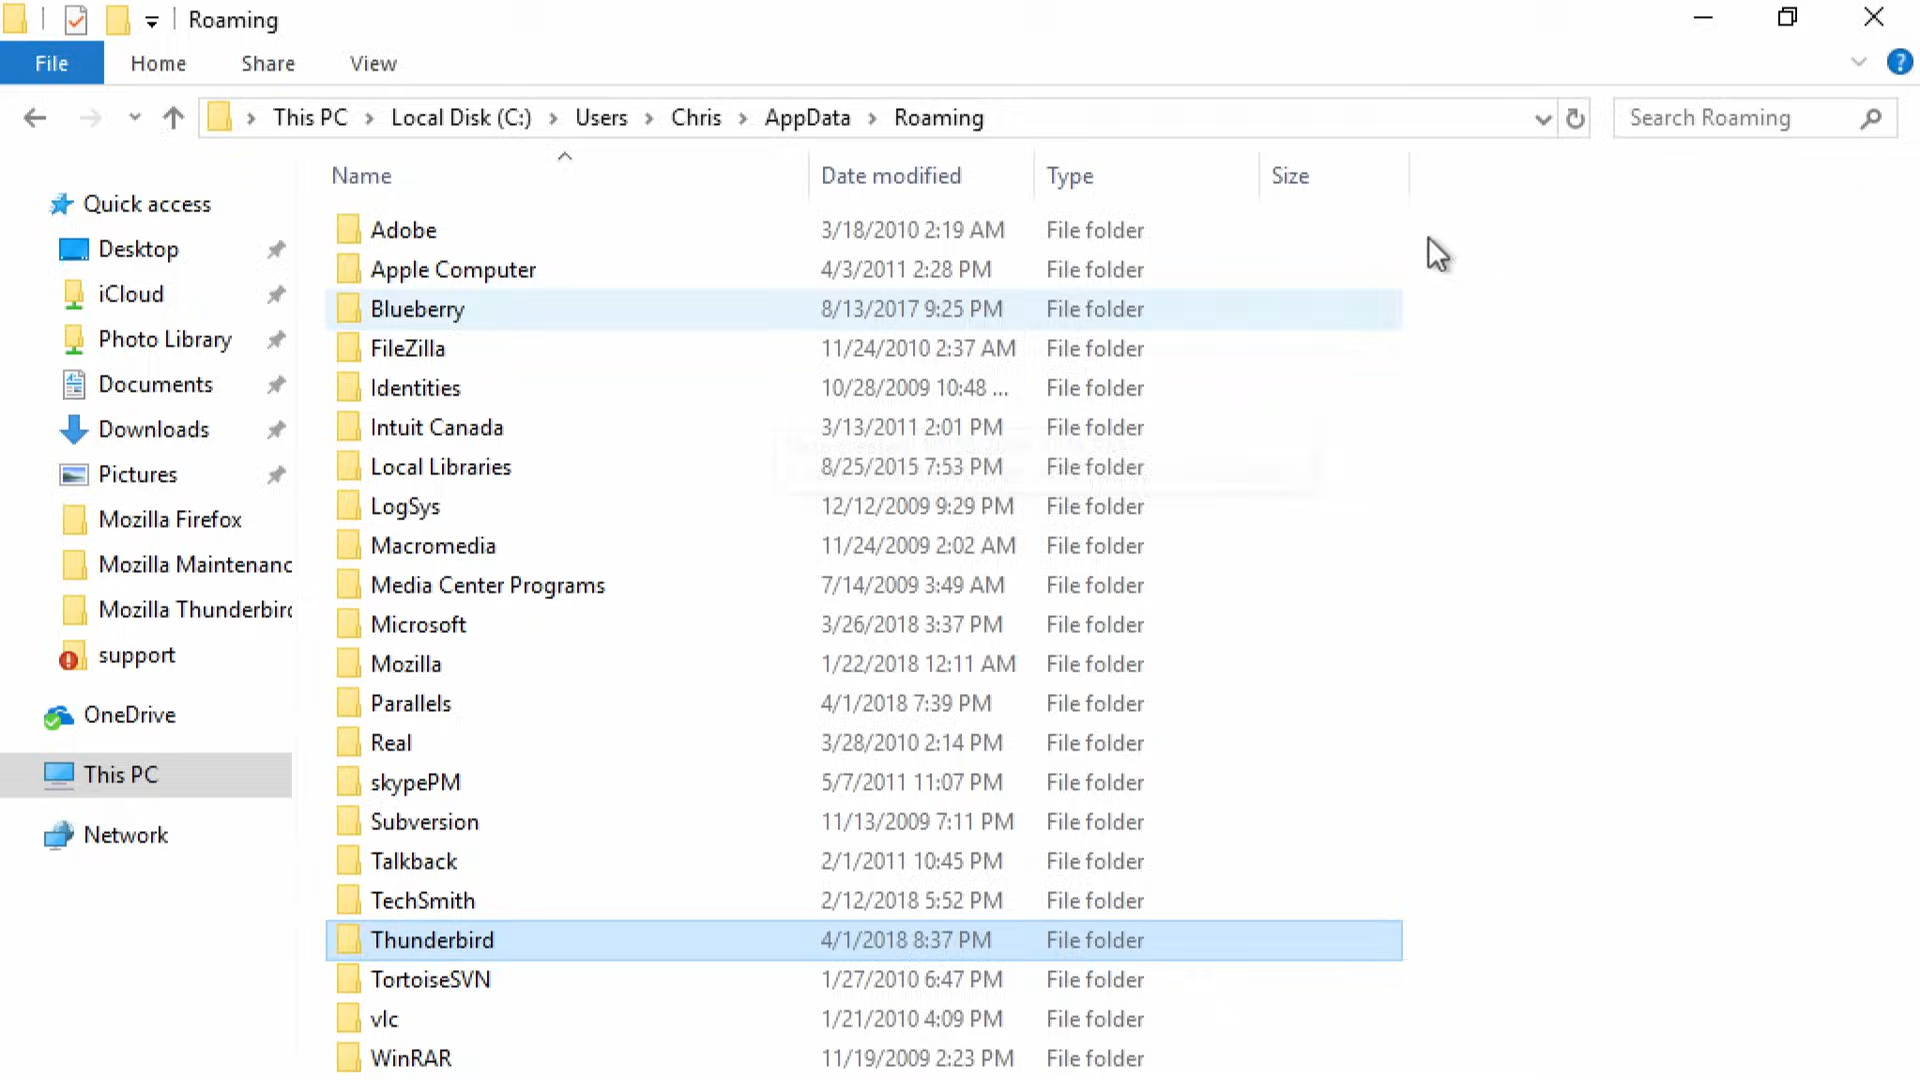 Roaming
File Home Share View
This PC Local Disk (C:) Users Chris AppData Roaming
Search Roaming
Name Date modified Type Size
Quick access
Desktop
iCloud
Photo Library
Documents
Downloads
Pictures
Mozilla Firefox
Mozilla Maintenanc
Mozilla Thunderbird
support
OneDrive
This PC
Network
Adobe 3/18/2010 2:19 AM File folder
Apple Computer 4/3/2011 2:28 PM File folder
Blueberry 8/13/2017 9:25 PM File folder
FileZilla 11/24/2010 2:37 AM File folder
Identities 10/28/2009 10:48 ... File folder
Intuit Canada 3/13/2011 2:01 PM File folder
Local Libraries 8/25/2015 7:53 PM File folder
LogSys 12/12/2009 9:29 PM File folder
Macromedia 11/24/2009 2:02 AM File folder
Media Center Programs 7/14/2009 3:49 AM File folder
Microsoft 3/26/2018 3:37 PM File folder
Mozilla 1/22/2018 12:11 AM File folder
Parallels 4/1/2018 7:39 PM File folder
Real 3/28/2010 2:14 PM File folder
skypePM 5/7/2011 11:07 PM File folder
Subversion 11/13/2009 7:11 PM File folder
Talkback 2/1/2011 10:45 PM File folder
TechSmith 2/12/2018 5:52 PM File folder
Thunderbird 4/1/2018 8:37 PM File folder
TortoiseSVN 1/27/2010 6:47 PM File folder
vlc 1/21/2010 4:09 PM File folder
WinRAR 11/19/2009 2:23 PM File folder